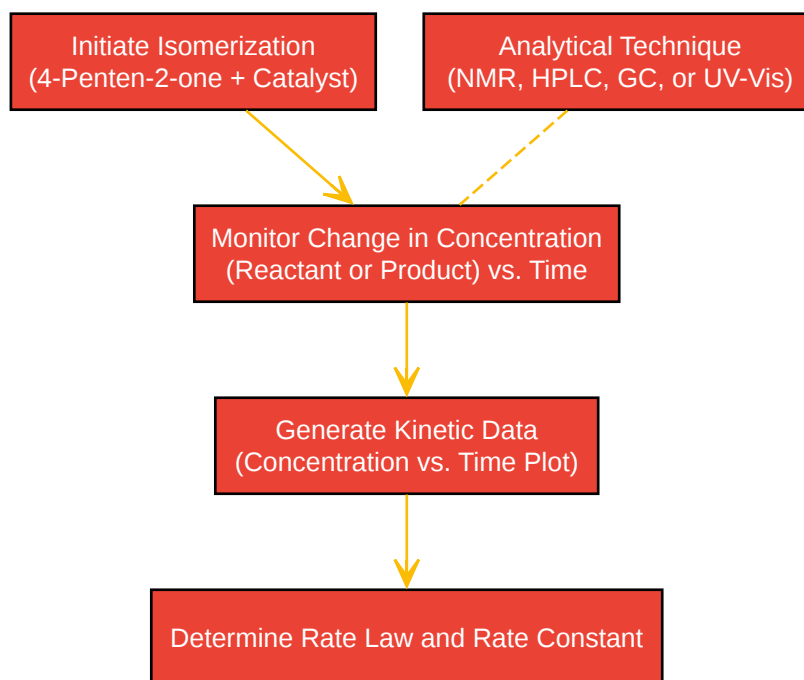 Initiate Isomerization
(4-Penten-2-one + Catalyst)
Analytical Technique
(NMR, HPLC, GC, or UV-Vis)
Monitor Change in Concentration
(Reactant or Product) vs. Time
Generate Kinetic Data
(Concentration vs. Time Plot)
Determine Rate Law and Rate Constant